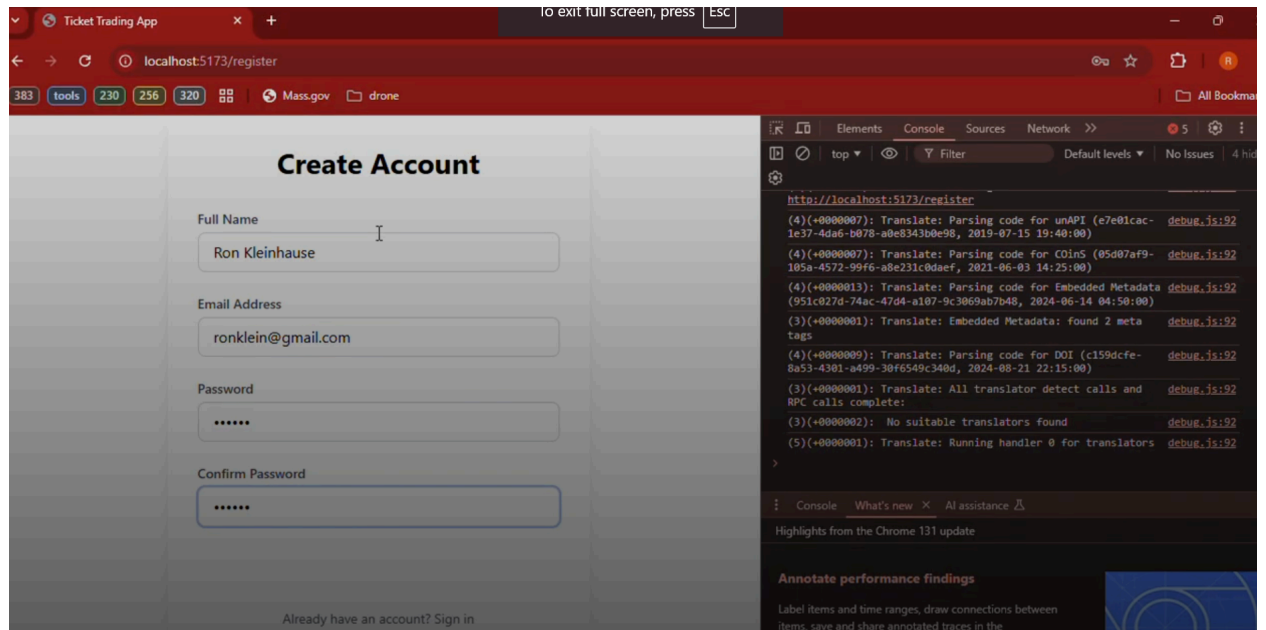 To exit full screen, press Esc
Ticket Trading App
localhost:5173/register
383 tools 230 256 320 Mass.gov drone All Bookmar
Create Account
Full Name
Ron Kleinhause
Email Address
ronklein@gmail.com
Password
••••••
Confirm Password
••••••
Already have an account? Sign in
Elements Console Sources Network 5
top Filter Default levels No Issues 4 hid
http://localhost:5173/register
(4)(+0000007): Translate: Parsing code for unAPI (e7e01cac- debug.js:92
1e37-4da6-b078-a0e8343b0e98, 2019-07-15 19:40:00)
(4)(+0000007): Translate: Parsing code for COinS (05d07af9- debug.js:92
105a-4572-99f6-a8e231c0daef, 2021-06-03 14:25:00)
(4)(+0000013): Translate: Parsing code for Embedded Metadata debug.js:92
(951c027d-74ac-47d4-a107-9c3069ab7b48, 2024-06-14 04:50:00)
(3)(+0000001): Translate: Embedded Metadata: found 2 meta debug.js:92
tags
(4)(+0000009): Translate: Parsing code for DOI (c159dcfe- debug.js:92
8a53-4301-a499-30f6549c340d, 2024-08-21 22:15:00)
(3)(+0000001): Translate: All translator detect calls and debug.js:92
RPC calls complete:
(3)(+0000002): No suitable translators found debug.js:92
(5)(+0000001): Translate: Running handler 0 for translators debug.js:92
Console What's new AI assistance
Highlights from the Chrome 131 update
Annotate performance findings
Label items and time ranges, draw connections between
items, save and share annotated traces in the